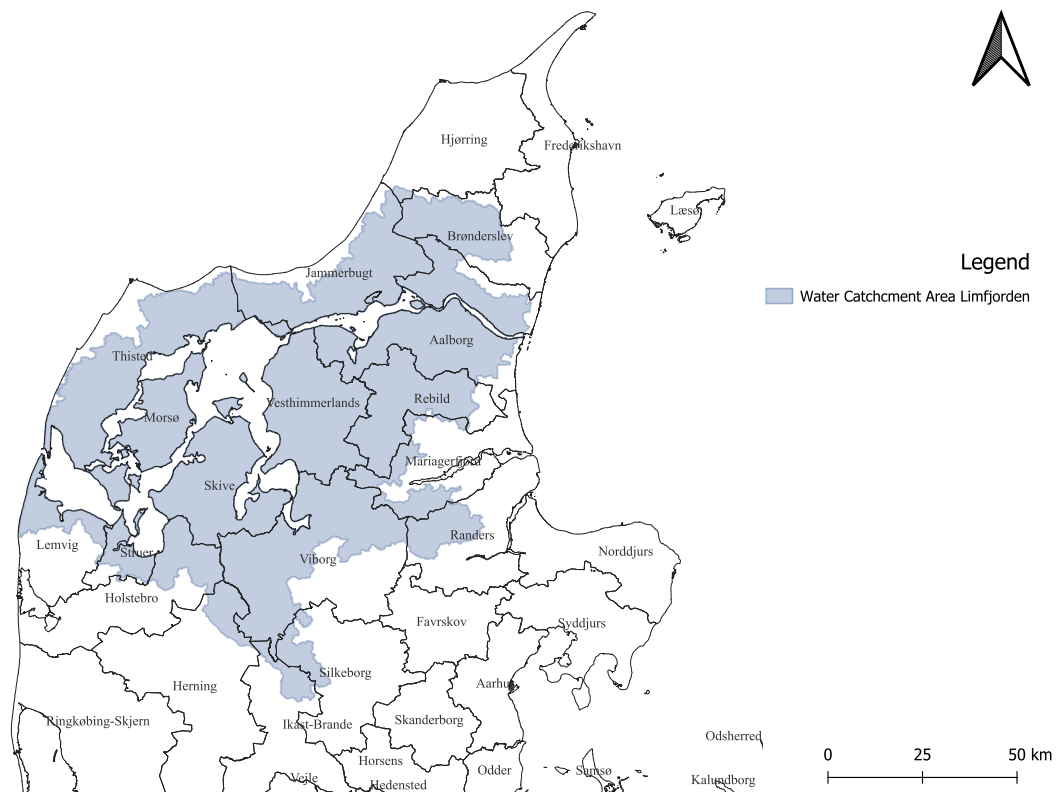 Hjørring
Frederikshavn
Læsø
Brønderslev
Legend
Jammerbugt
Water Catchcment Area Limfjorden
Aalborg
Thisted
Rebild
Vesthimmerlands
Morsø
Mariagerfjord
Skive
Randers
Lemvig
Struer
Norddjurs
Viborg
Holstebro
Favrskov
Syddjurs
Silkeborg
Herning
Aarhus
Ringkøbing-Skjern
Ikast-Brande
Skanderborg
Odsherred
0 25 50 km
Horsens
Odder
Samsø
Vejle
Hedensted
Kalundborg